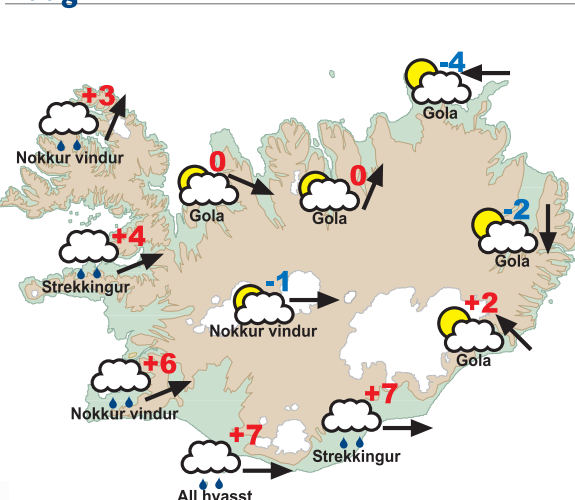 -4
Gola
+3
Nokkur vindur
0
Gola
0
Gola
-2
Gola
+4
Strekkingur
-1
Nokkur vindur
+2
Gola
+6
Nokkur vindur
+7
Strekkingur
+7
All hvasst